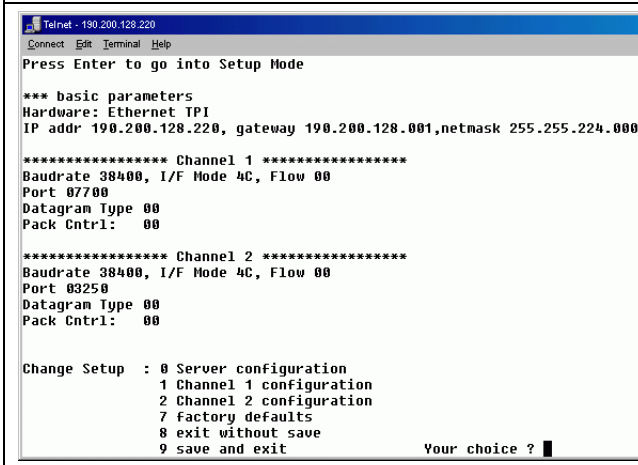 Telnet - 190.200.128.220
Connect Edit Terminal Help
Press Enter to go into Setup Mode
*** basic parameters
Hardware: Ethernet TPI
IP addr 190.200.128.220, gateway 190.200.128.001,netmask 255.255.224.000
***************** Channel 1 *****************
Baudrate 38400, I/F Mode 4C, Flow 00
Port 07700
Datagram Type 00
Pack Cntrl: 00
***************** Channel 2 *****************
Baudrate 38400, I/F Mode 4C, Flow 00
Port 03250
Datagram Type 00
Pack Cntrl: 00
Change Setup : 0 Server configuration
1 Channel 1 configuration
2 Channel 2 configuration
7 factory defaults
8 exit without save
9 save and exit Your choice ?